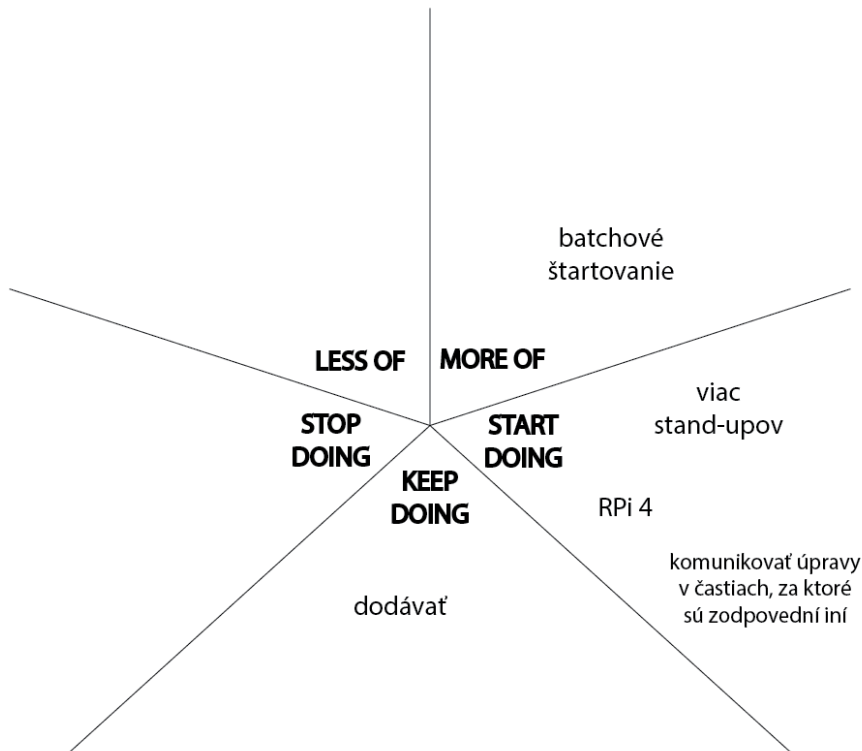 batchové
štartovanie
LESS OF
MORE OF
viac
stand-upov
STOP
DOING
START
DOING
KEEP
DOING
RPi 4
komunikovať úpravy
v častiach, za ktoré
sú zodpovední iní
dodávať